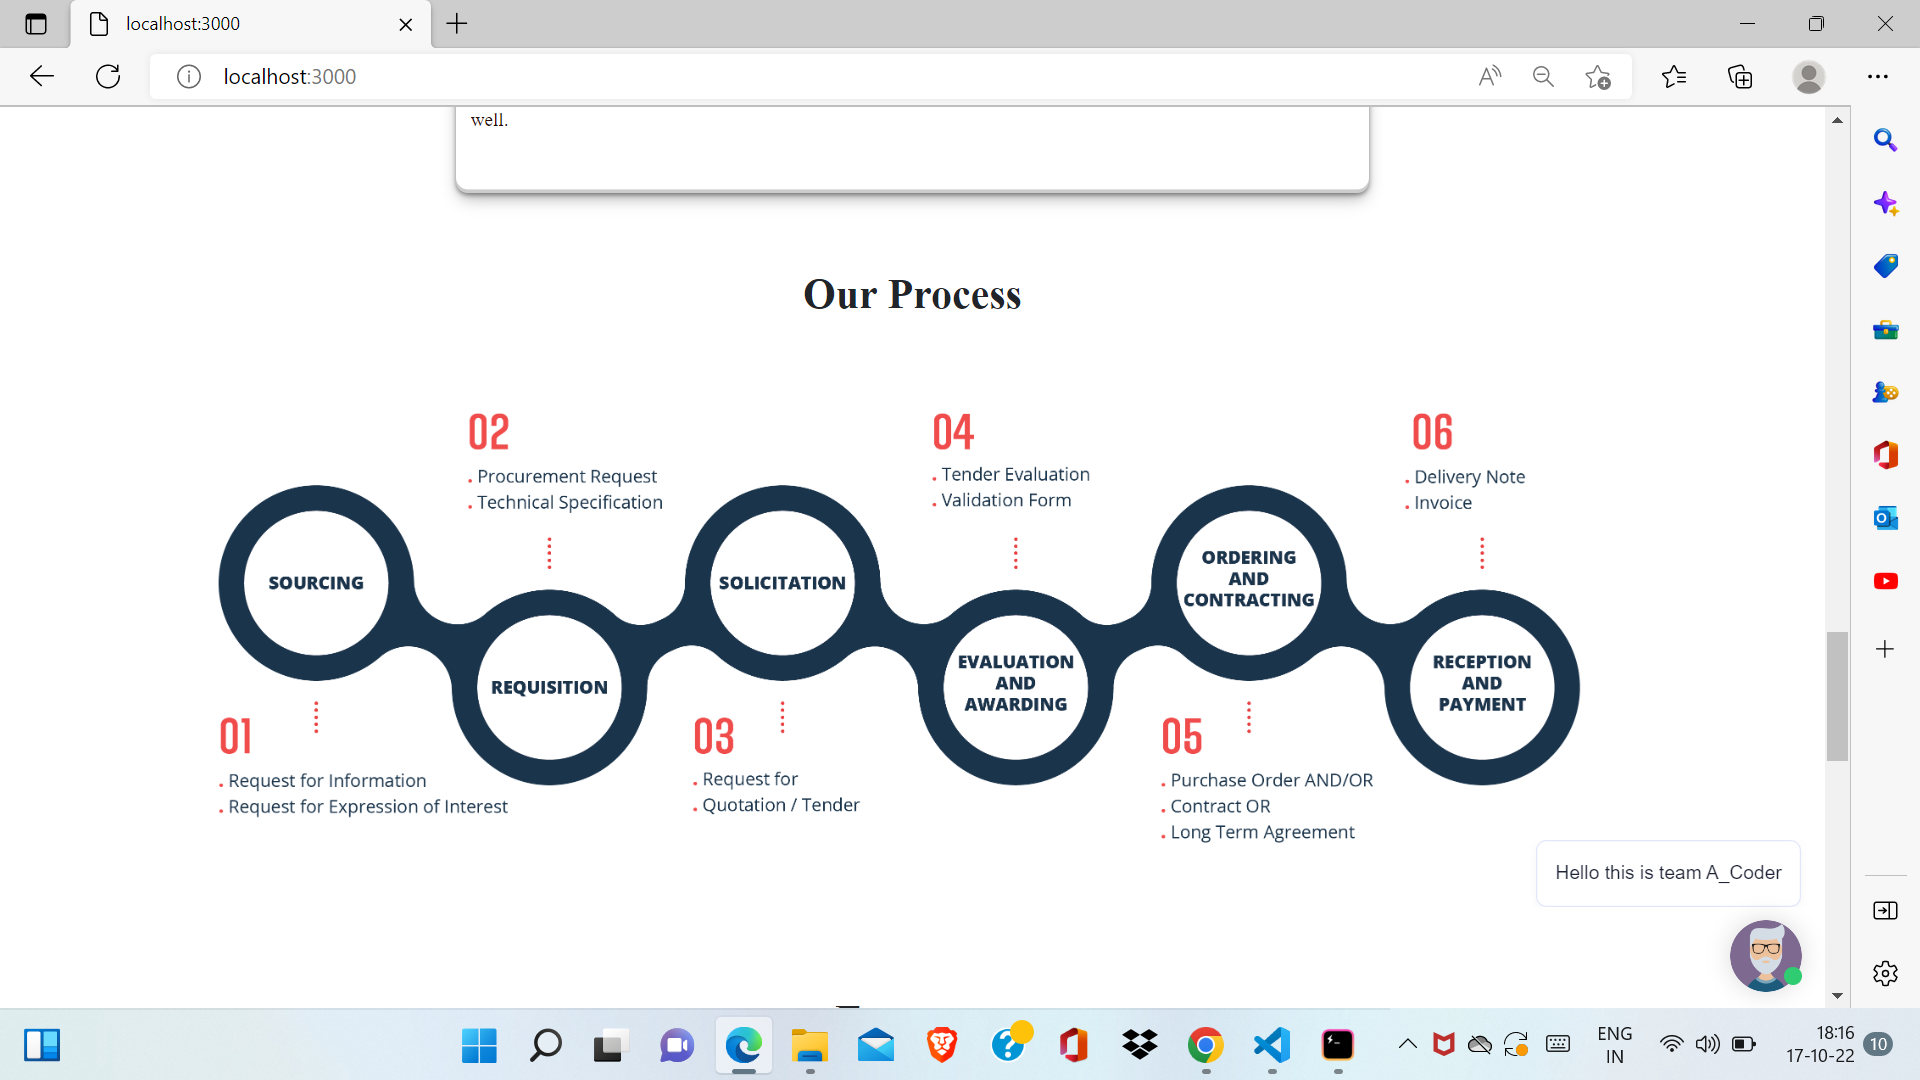 localhost:3000
localhost:3000
well.
Our Process
02
. Procurement Request
. Technical Specification
04
. Tender Evaluation
. Validation Form
06
. Delivery Note
. Invoice
SOURCING
REQUISITION
SOLICITATION
EVALUATION
AND
AWARDING
ORDERING
AND
CONTRACTING
RECEPTION
AND
PAYMENT
01
. Request for Information
. Request for Expression of Interest
03
. Request for
. Quotation / Tender
05
. Purchase Order AND/OR
. Contract OR
. Long Term Agreement
Hello this is team A_Coder
ENG
IN
18:16
17-10-22
10